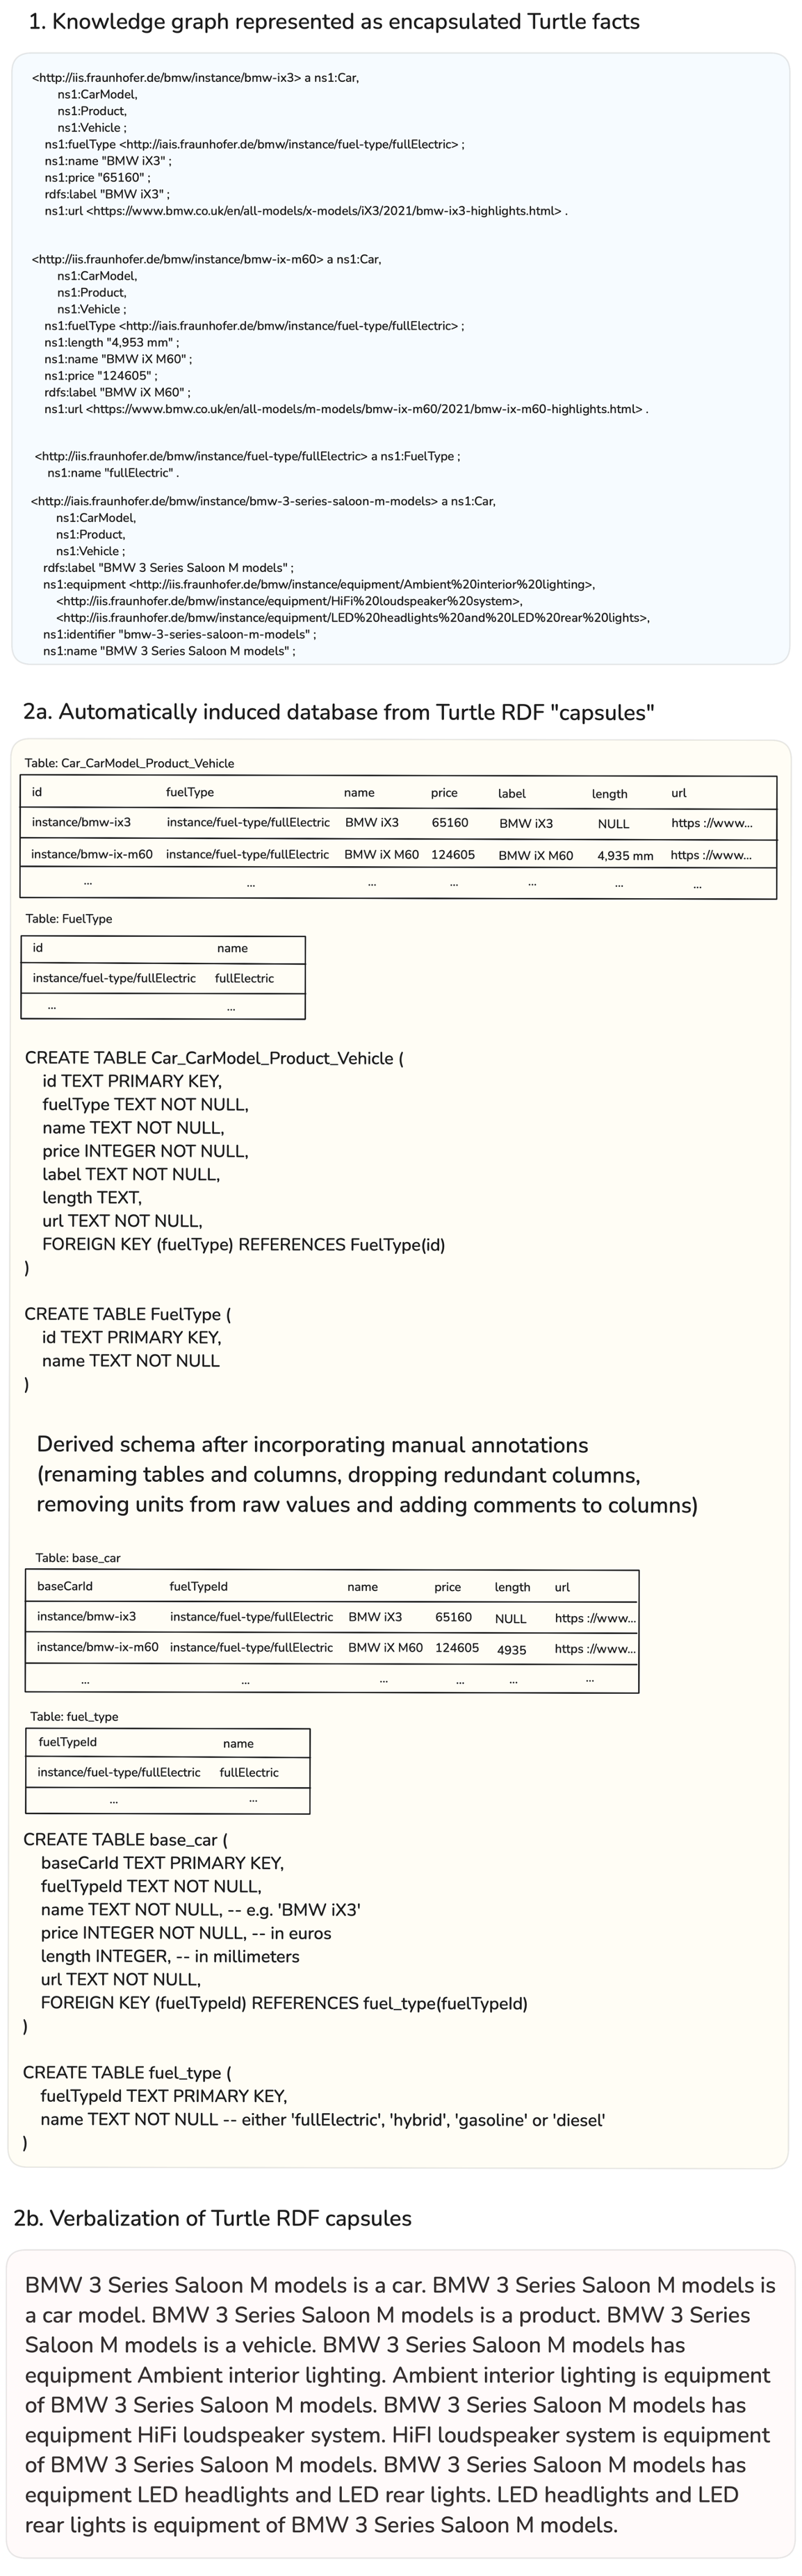 1. Knowledge graph represented as encapsulated Turtle facts
<http://iis.fraunhofer.de/bmw/instance/bmw-ix3> a ns1:Car,
ns1:CarModel,
ns1:Product,
ns1:Vehicle ;
ns1:fuelType <http://iais.fraunhofer.de/bmw/instance/fuel-type/fullElectric> ;
ns1:name "BMW iX3" ;
ns1:price "65160" ;
rdfs:label "BMW iX3" ;
ns1:url <https://www.bmw.co.uk/en/all-models/x-models/iX3/2021/bmw-ix3-highlights.html> .
<http://iis.fraunhofer.de/bmw/instance/bmw-ix-m60> a ns1:Car,
ns1:CarModel,
ns1:Product,
ns1:Vehicle ;
ns1:fuelType <http://iais.fraunhofer.de/bmw/instance/fuel-type/fullElectric> ;
ns1:length "4,953 mm" ;
ns1:name "BMW iX M60" ;
ns1:price "124605" ;
rdfs:label "BMW iX M60" ;
ns1:url <https://www.bmw.co.uk/en/all-models/m-models/bmw-ix-m60/2021/bmw-ix-m60-highlights.html> .
<http://iis.fraunhofer.de/bmw/instance/fuel-type/fullElectric> a ns1:FuelType ;
ns1:name "fullElectric" .
<http://iais.fraunhofer.de/bmw/instance/bmw-3-series-saloon-m-models> a ns1:Car,
ns1:CarModel,
ns1:Product,
ns1:Vehicle ;
rdfs:label "BMW 3 Series Saloon M models" ;
ns1:equipment <http://iis.fraunhofer.de/bmw/instance/equipment/Ambient%20interior%20lighting>,
<http://iis.fraunhofer.de/bmw/instance/equipment/HiFi%20loudspeaker%20system>,
<http://iis.fraunhofer.de/bmw/instance/equipment/LED%20headlights%20and%20LED%20rear%20lights>,
ns1:identifier "bmw-3-series-saloon-m-models" ;
ns1:name "BMW 3 Series Saloon M models" ;
2a. Automatically induced database from Turtle RDF "capsules"
Table: Car_CarModel_Product_Vehicle
id fuelType name price label length url
instance/bmw-ix3 instance/fuel-type/fullElectric BMW iX3 65160 BMW iX3 NULL https ://www...
instance/bmw-ix-m60 instance/fuel-type/fullElectric BMW iX M60 124605 BMW iX M60 4,935 mm https ://www...
... ... ... ... ... ... ...
Table: FuelType
id name
instance/fuel-type/fullElectric fullElectric
... ...
CREATE TABLE Car_CarModel_Product_Vehicle (
id TEXT PRIMARY KEY,
fuelType TEXT NOT NULL,
name TEXT NOT NULL,
price INTEGER NOT NULL,
label TEXT NOT NULL,
length TEXT,
url TEXT NOT NULL,
FOREIGN KEY (fuelType) REFERENCES FuelType(id)
)
CREATE TABLE FuelType (
id TEXT PRIMARY KEY,
name TEXT NOT NULL
)
Derived schema after incorporating manual annotations
(renaming tables and columns, dropping redundant columns,
removing units from raw values and adding comments to columns)
Table: base_car
baseCarId fuelTypeId name price length url
instance/bmw-ix3 instance/fuel-type/fullElectric BMW iX3 65160 NULL https ://www...
instance/bmw-ix-m60 instance/fuel-type/fullElectric BMW iX M60 124605 4935 https ://www...
... ... ... ... ... ...
Table: fuel_type
fuelTypeId name
instance/fuel-type/fullElectric fullElectric
... ...
CREATE TABLE base_car (
baseCarId TEXT PRIMARY KEY,
fuelTypeId TEXT NOT NULL,
name TEXT NOT NULL, -- e.g. 'BMW iX3'
price INTEGER NOT NULL, -- in euros
length INTEGER, -- in millimeters
url TEXT NOT NULL,
FOREIGN KEY (fuelTypeId) REFERENCES fuel_type(fuelTypeId)
)
CREATE TABLE fuel_type (
fuelTypeId TEXT PRIMARY KEY,
name TEXT NOT NULL -- either 'fullElectric', 'hybrid', 'gasoline' or 'diesel'
)
2b. Verbalization of Turtle RDF capsules
BMW 3 Series Saloon M models is a car. BMW 3 Series Saloon M models is
a car model. BMW 3 Series Saloon M models is a product. BMW 3 Series
Saloon M models is a vehicle. BMW 3 Series Saloon M models has
equipment Ambient interior lighting. Ambient interior lighting is equipment
of BMW 3 Series Saloon M models. BMW 3 Series Saloon M models has
equipment HiFi loudspeaker system. HiFI loudspeaker system is equipment
of BMW 3 Series Saloon M models. BMW 3 Series Saloon M models has
equipment LED headlights and LED rear lights. LED headlights and LED
rear lights is equipment of BMW 3 Series Saloon M models.